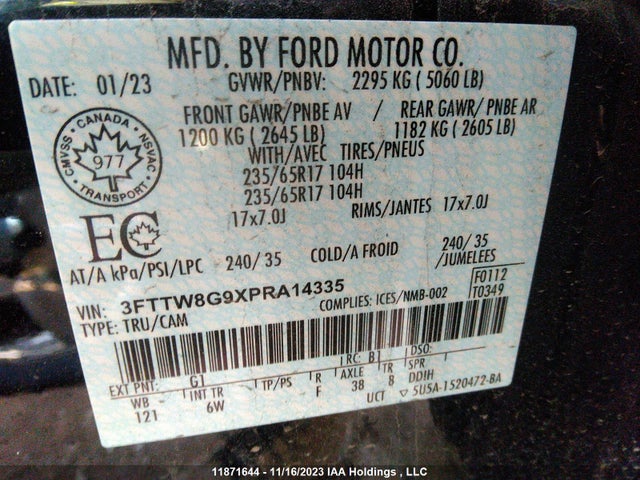 MFD. BY FORD MOTOR CO.
DATE: 01/23 GVWR/PNBV: 2295 KG ( 5060 LB)
FRONT GAWR/PNBE AV / REAR GAWR/ PNBE AR
1200 KG ( 2645 LB) 1182 KG ( 2605 LB)
WITH/AVEC TIRES/PNEUS
235/65R17 104H
235/65R17 104H
17x7.0J RIMS/JANTES 17x7.0J
CMVSS · CANADA · NSVAC
977
TRANSPORT
EC
AT/A kPa/PSI/LPC 240/ 35 COLD/A FROID 240/ 35
/JUMELEES
VIN: 3FTTW8G9XPRA14335 F0112
TYPE: TRU/CAM COMPLIES: ICES/NMB-002 T0349
EXT PNT: G1 RC: B DSO:
WB INT TR TP/PS R AXLE TR SPR
121 6W F 38 8 DDIH
UCT ▽ 5U5A-1520472-BA
11871644 - 11/16/2023 IAA Holdings , LLC